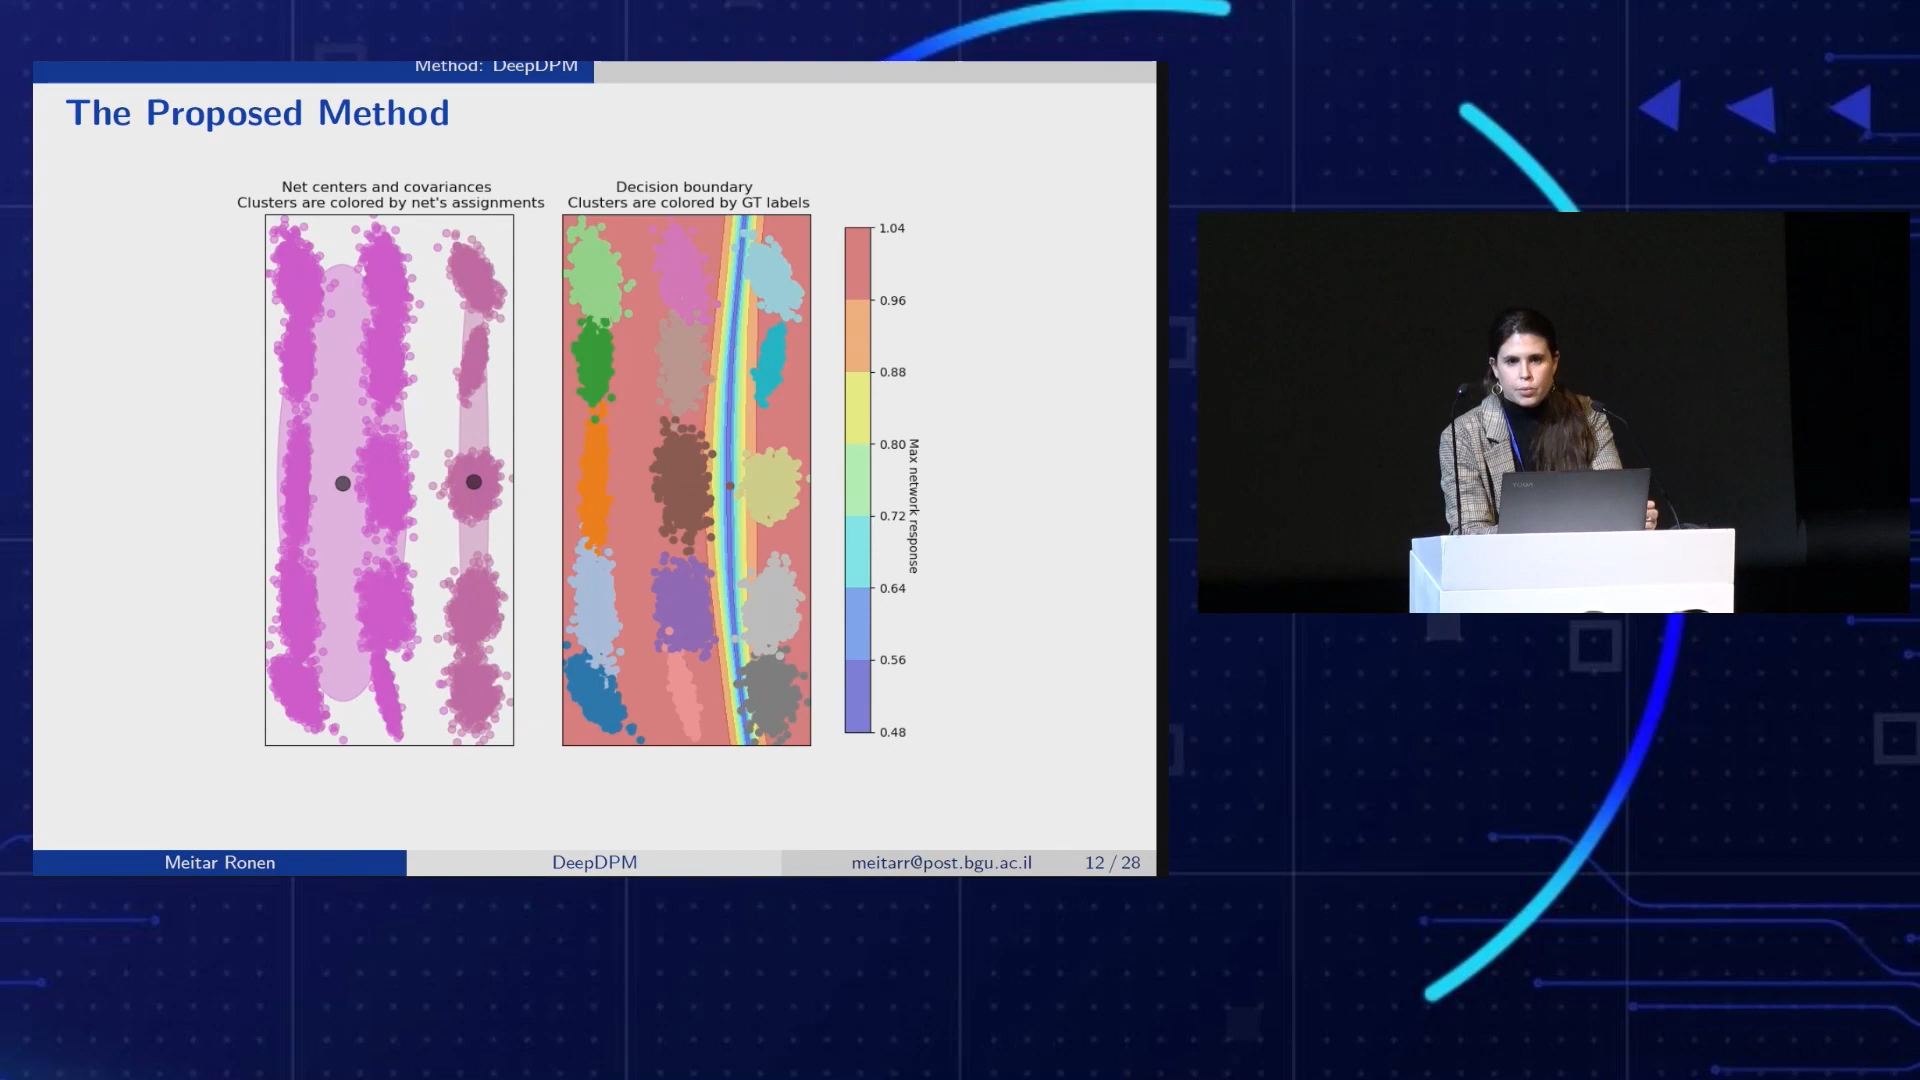 Method: DeepDPM
The Proposed Method
Net centers and covariances
Clusters are colored by net's assignments
Decision boundary
Clusters are colored by GT labels
1.04
0.96
0.88
0.80
0.72
0.64
0.56
0.48
Max network response
YOGA
Meitar Ronen
DeepDPM
meitarr@post.bgu.ac.il
12 / 28